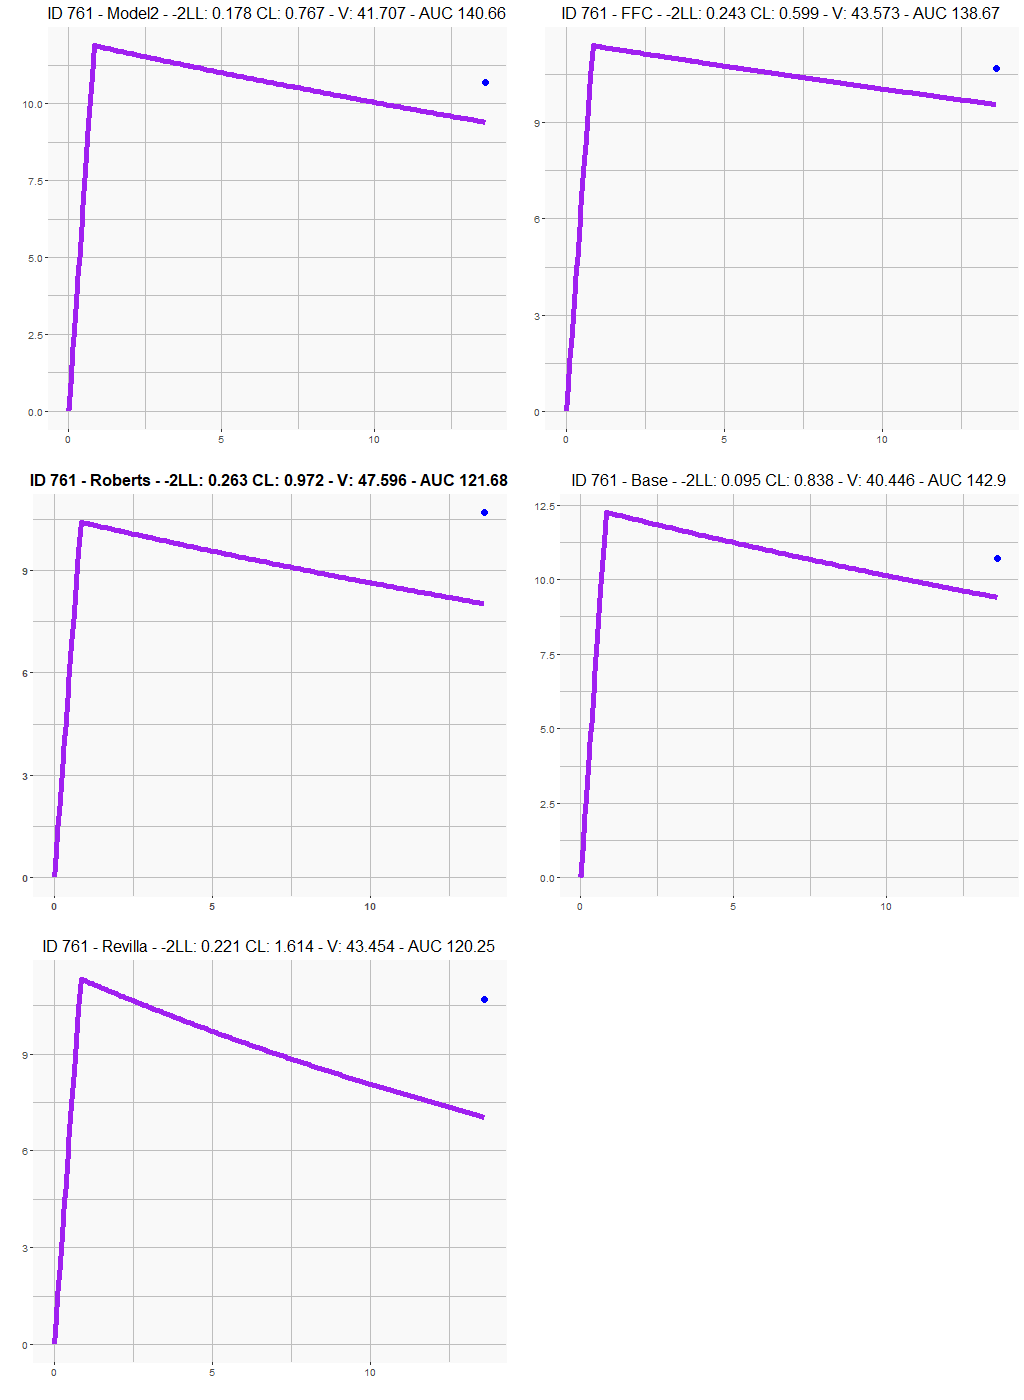 ID 761 - Model2 - -2LL: 0.178 CL: 0.767 - V: 41.707 - AUC 140.66
10.0
7.5
5.0
2.5
0.0
0 5 10
ID 761 - FFC - -2LL: 0.243 CL: 0.599 - V: 43.573 - AUC 138.67
9
6
3
0
0 5 10
ID 761 - Roberts - -2LL: 0.263 CL: 0.972 - V: 47.596 - AUC 121.68
9
6
3
0
0 5 10
ID 761 - Base - -2LL: 0.095 CL: 0.838 - V: 40.446 - AUC 142.9
12.5
10.0
7.5
5.0
2.5
0.0
0 5 10
ID 761 - Revilla - -2LL: 0.221 CL: 1.614 - V: 43.454 - AUC 120.25
9
6
3
0
0 5 10